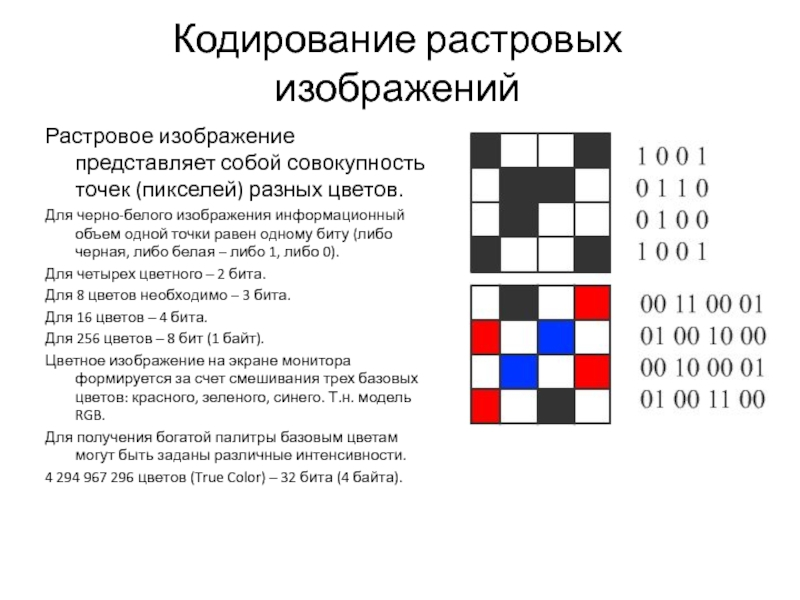 Кодирование растровых
изображений
Растровое изображение
представляет собой совокупность
точек (пикселей) разных цветов.
Для черно-белого изображения информационный
объем одной точки равен одному биту (либо
черная, либо белая – либо 1, либо 0).
Для четырех цветного – 2 бита.
Для 8 цветов необходимо – 3 бита.
Для 16 цветов – 4 бита.
Для 256 цветов – 8 бит (1 байт).
Цветное изображение на экране монитора
формируется за счет смешивания трех базовых
цветов: красного, зеленого, синего. Т.н. модель
RGB.
Для получения богатой палитры базовым цветам
могут быть заданы различные интенсивности.
4 294 967 296 цветов (True Color) – 32 бита (4 байта).
1 0 0 1
0 1 1 0
0 1 0 0
1 0 0 1
00 11 00 01
01 00 10 00
00 10 00 01
01 00 11 00